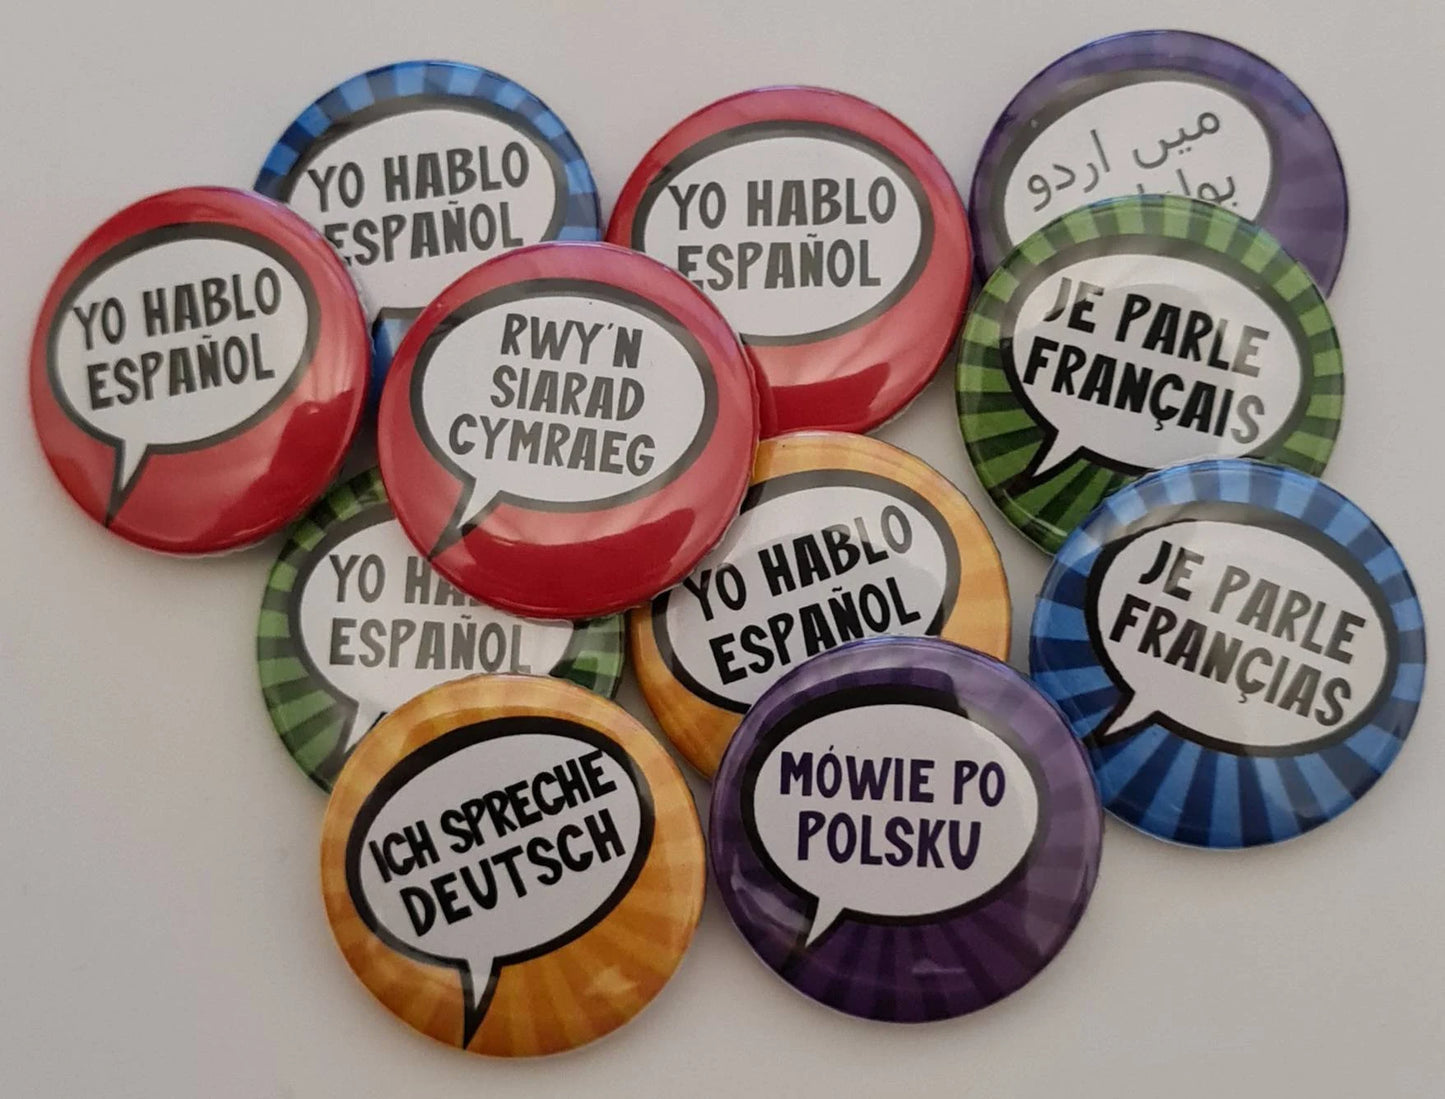 YO HABLO
ESPAÑOL
YO HABLO
ESPAÑOL
YO HABLO
ESPAÑOL
میں اردو
JE PARLE
FRANÇAIS
RWY'N
SIARAD
CYMRAEG
YO
ESPAÑOL
YO HABLO
ESPAÑOL
JE PARLE
FRANÇIAS
ICH SPRECHE
DEUTSCH
MÓWIE PO
POLSKU